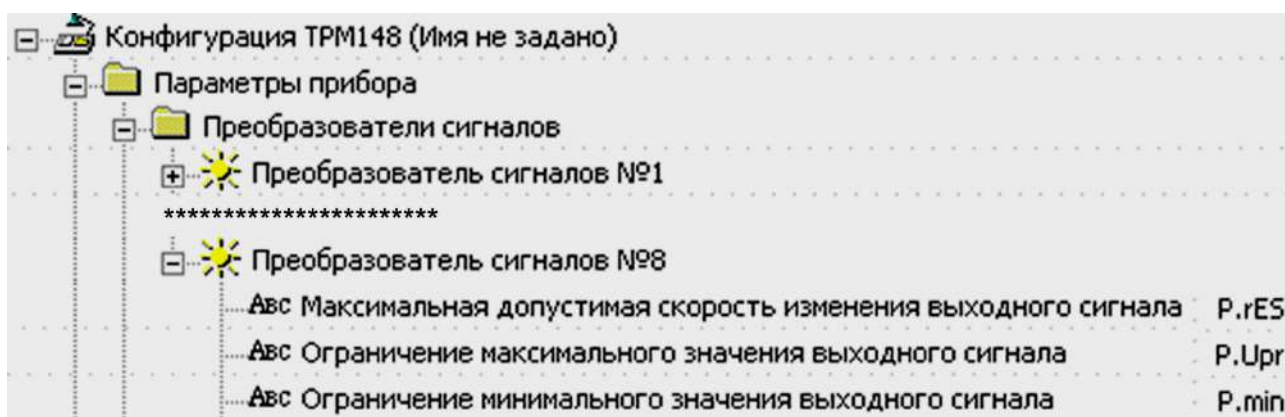 Конфигурация ТРМ148 (Имя не задано)
Параметры прибора
Преобразователи сигналов
Преобразователь сигналов №1
***********************
Преобразователь сигналов №8
Авс Максимальная допустимая скорость изменения выходного сигнала P.rES
Авс Ограничение максимального значения выходного сигнала P.Upr
Авс Ограничение минимального значения выходного сигнала P.min